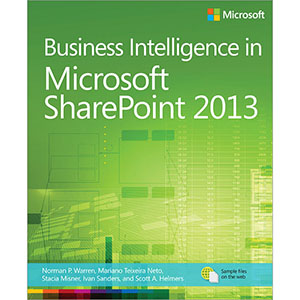 Microsoft
Business Intelligence in
Microsoft
SharePoint 2013
Norman P. Warren, Mariano Teixeira Neto,
Stacia Misner, Ivan Sanders, and Scott A. Helmers
Sample files
on the web